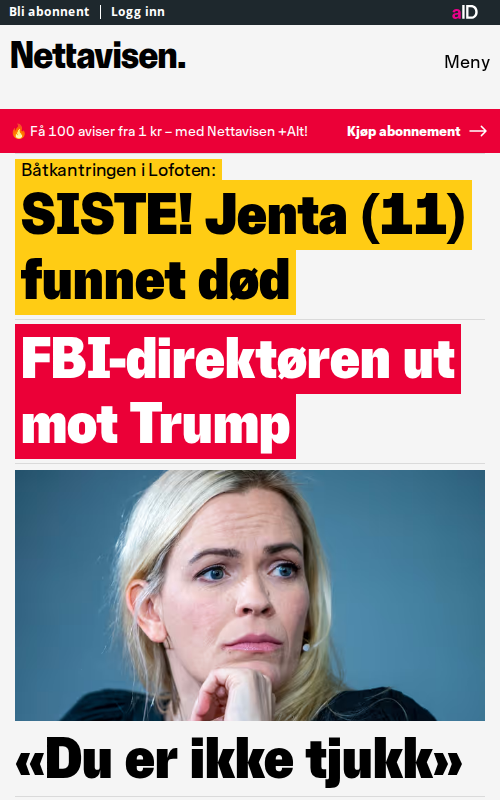 Bli abonnent | Logg inn
aID
Nettavisen.
Meny
🔥 Få 100 aviser fra 1 kr – med Nettavisen +Alt!
Kjøp abonnement →
Båtkantringen i Lofoten:
SISTE! Jenta (11)
funnet død
FBI-direktøren ut
mot Trump
«Du er ikke tjukk»